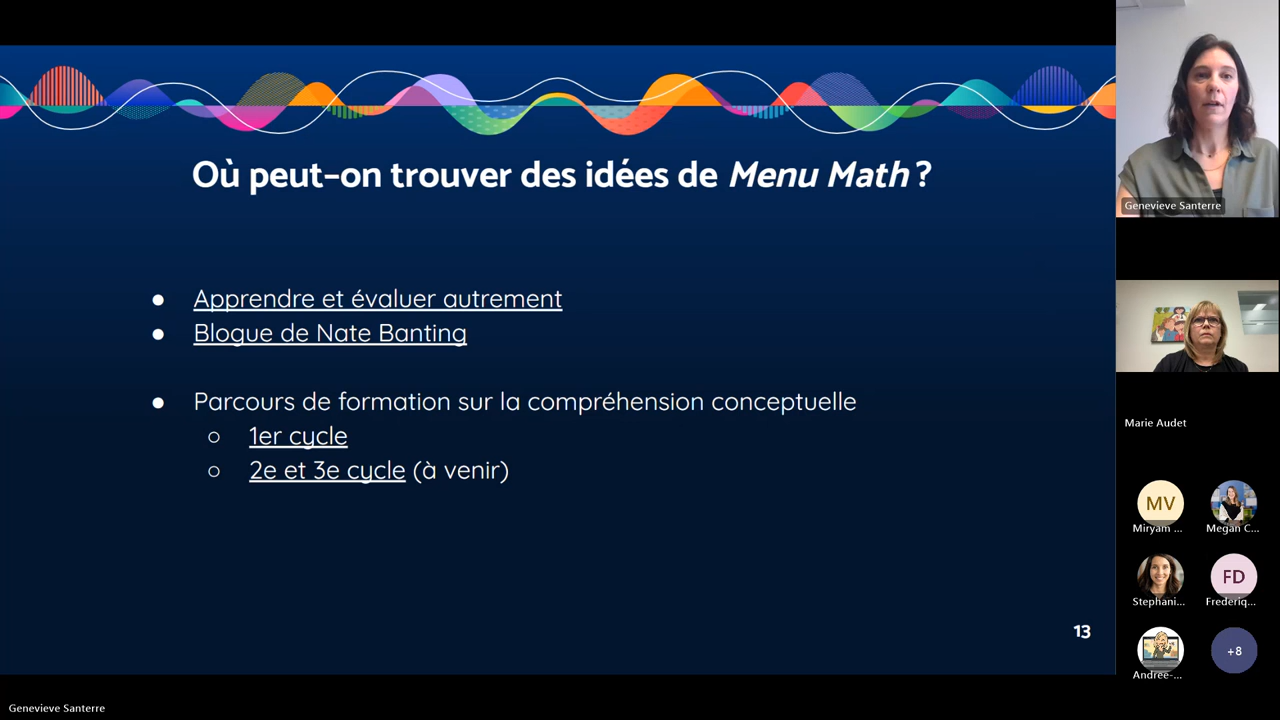 Où peut-on trouver des idées de Menu Math ?
● Apprendre et évaluer autrement
● Blogue de Nate Banting
● Parcours de formation sur la compréhension conceptuelle
○ 1er cycle
○ 2e et 3e cycle (à venir)
13
Genevieve Santerre
Marie Audet
MV
Miryam ...
Megan C...
Stephani...
FD
Frederiq...
Andrée-...
+8
Genevieve Santerre